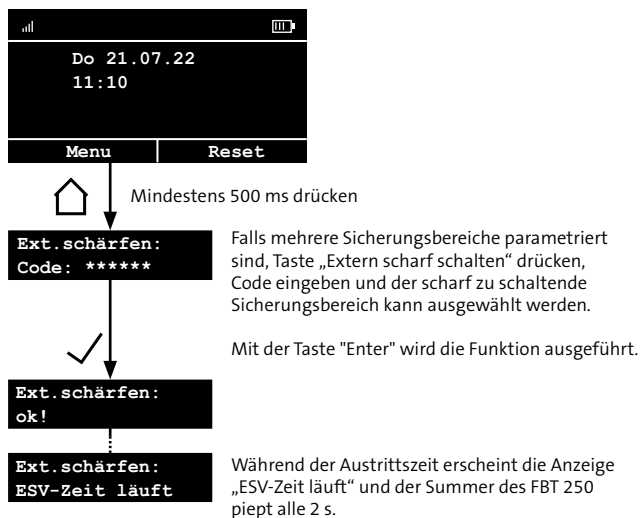 Do 21.07.22
11:10
Menu Reset
Mindestens 500 ms drücken
Ext.schärfen:
Code: ******
Falls mehrere Sicherungsbereiche parametriert
sind, Taste „Extern scharf schalten“ drücken,
Code eingeben und der scharf zu schaltende
Sicherungsbereich kann ausgewählt werden.
Mit der Taste "Enter" wird die Funktion ausgeführt.
Ext.schärfen:
ok!
Ext.schärfen:
ESV-Zeit läuft
Während der Austrittszeit erscheint die Anzeige
„ESV-Zeit läuft“ und der Summer des FBT 250
piept alle 2 s.